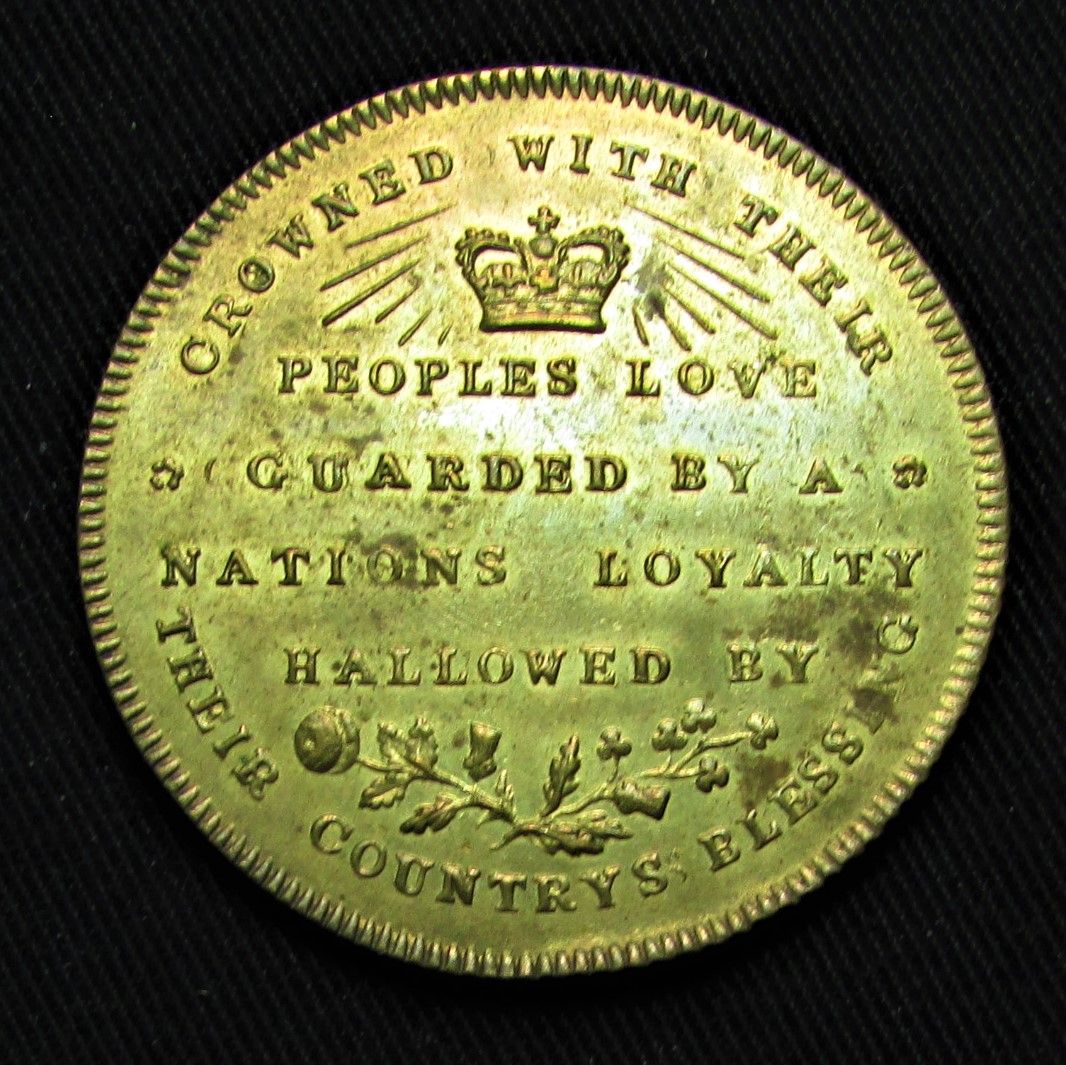 CROWNED WITH THEIR
PEOPLES LOVE
GUARDED BY A
NATIONS LOYALTY
HALLOWED BY
THEIR COUNTRYS BLESSING